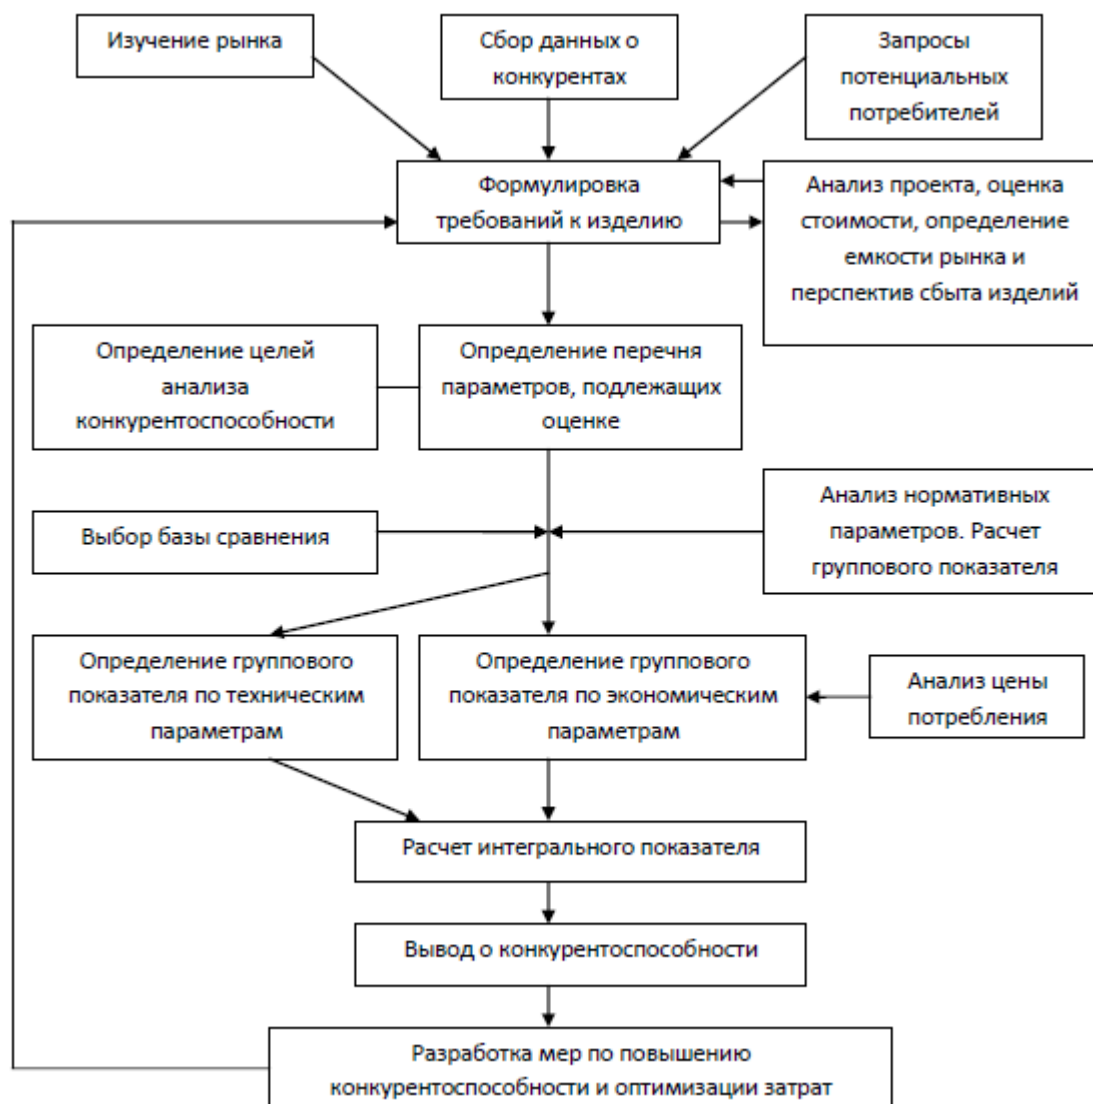 Изучение рынка
Сбор данных о
конкурентах
Запросы
потенциальных
потребителей
Формулировка
требований к изделию
Анализ проекта, оценка
стоимости, определение
емкости рынка и
перспектив сбыта изделий
Определение целей
анализа
конкурентоспособности
Определение перечня
параметров, подлежащих
оценке
Выбор базы сравнения
Анализ нормативных
параметров. Расчет
группового показателя
Определение группового
показателя по техническим
параметрам
Определение группового
показателя по экономическим
параметрам
Анализ цены
потребления
Расчет интегрального показателя
Вывод о конкурентоспособности
Разработка мер по повышению
конкурентоспособности и оптимизации затрат